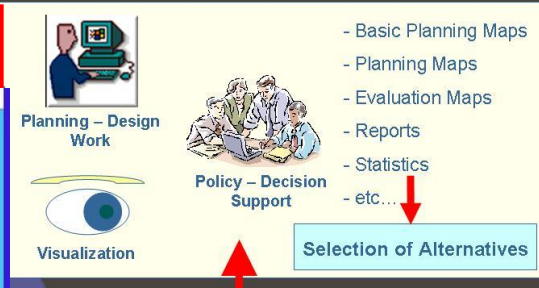 Planning – Design
Work
Visualization
Policy – Decision
Support
- Basic Planning Maps
- Planning Maps
- Evaluation Maps
- Reports
- Statistics
- etc...
Selection of Alternatives